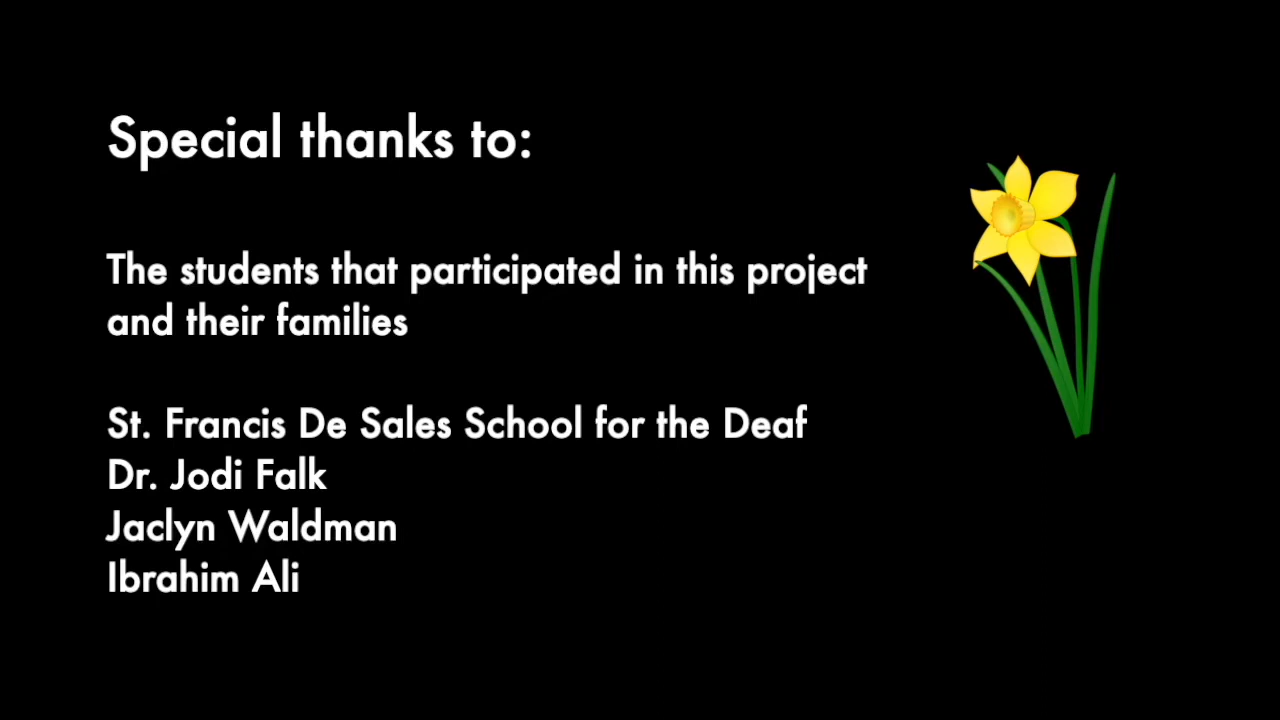 Special thanks to:
The students that participated in this project
and their families
St. Francis De Sales School for the Deaf
Dr. Jodi Falk
Jaclyn Waldman
Ibrahim Ali